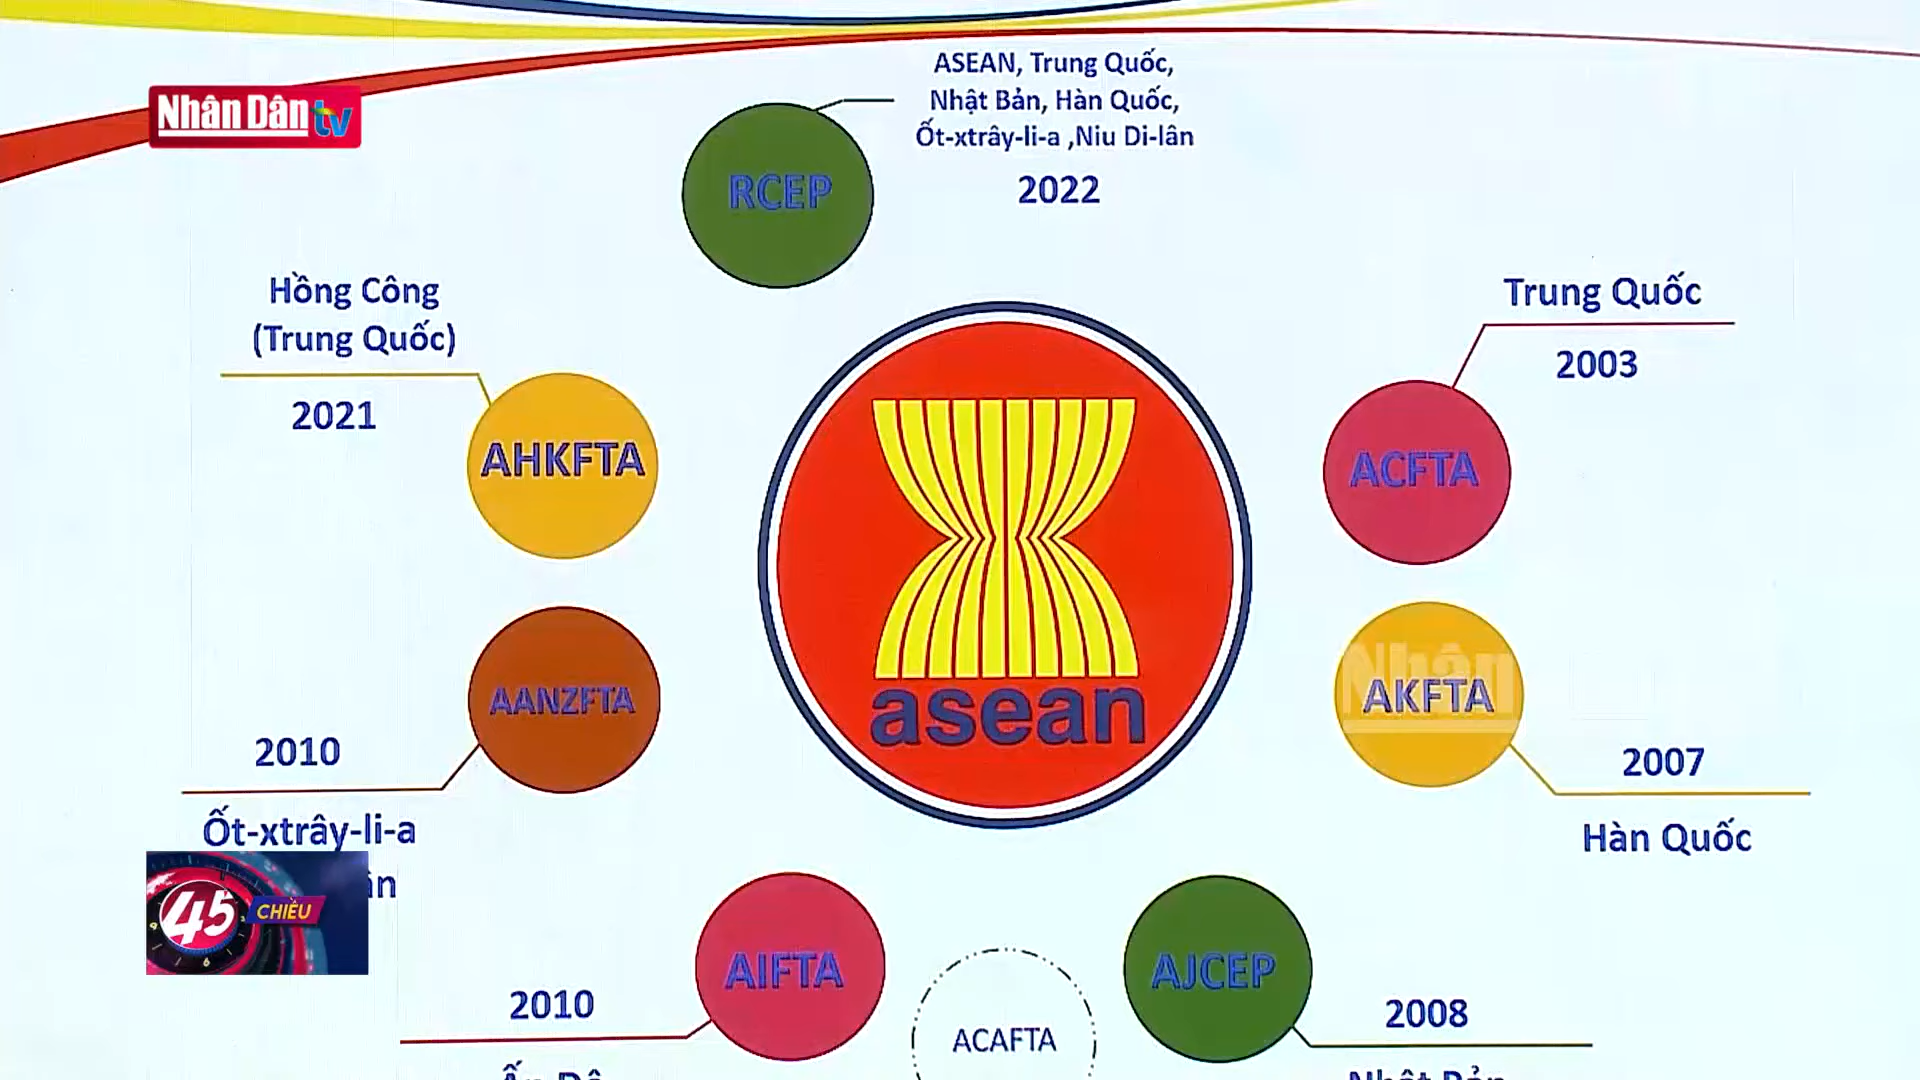 Nhân Dân tv
ASEAN, Trung Quốc,
Nhật Bản, Hàn Quốc,
Ốt-xtrây-li-a ,Niu Di-lân
2022
RCEP
Hồng Công
(Trung Quốc)
2021
AHKFTA
Trung Quốc
2003
ACFTA
asean
AANZFTA
2010
Ốt-xtrây-li-a
Nhân
AKFTA
2007
Hàn Quốc
45 CHIỀU
AIFTA
2010
ACAFTA
AJCEP
2008